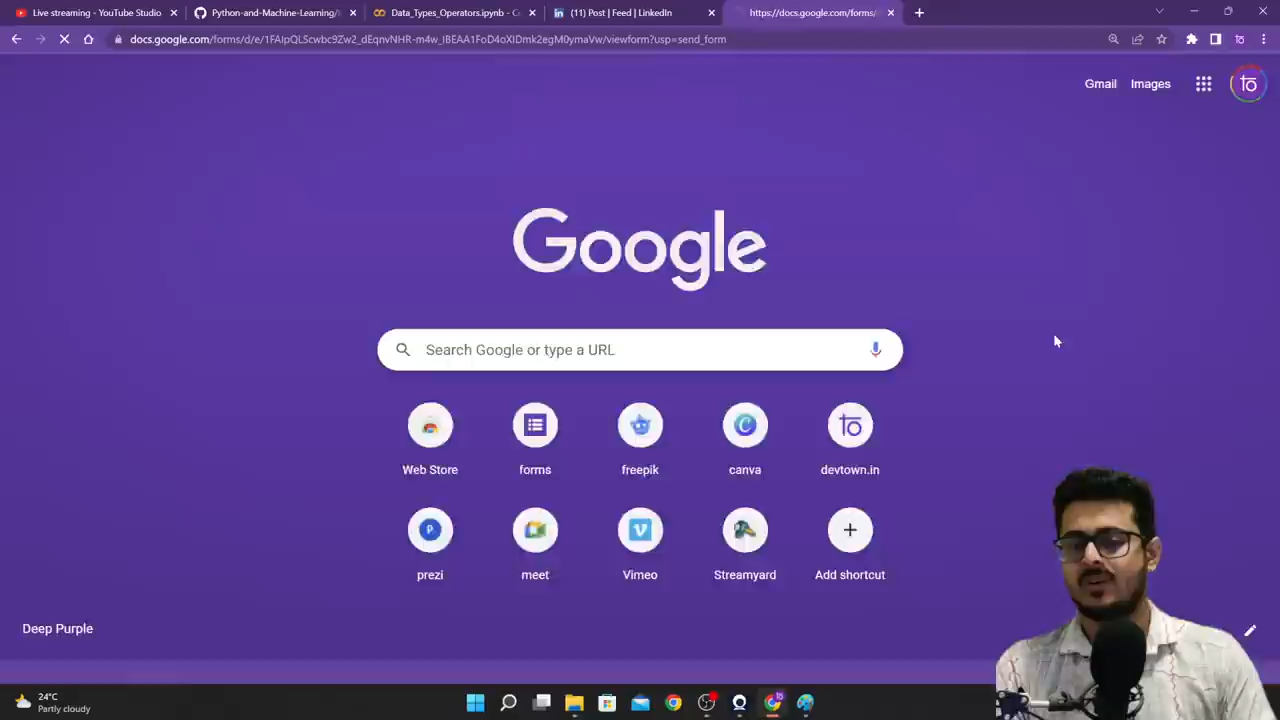 Live streaming - YouTube Studio
Python-and-Machine-Learning/
Data_Types_Operators.ipynb - C
(11) Post | Feed | LinkedIn
https://docs.google.com/forms/
docs.google.com/forms/d/e/1FAIpQLScwbc9Zw2_dEqnvNHR-m4w_IBEAA1FoD4oXIDmk2egM0ymaVw/viewform?usp=send_form
Gmail
Images
Google
Search Google or type a URL
Web Store
forms
freepik
canva
devtown.in
prezi
meet
Vimeo
Streamyard
Add shortcut
Deep Purple
24°C
Partly cloudy